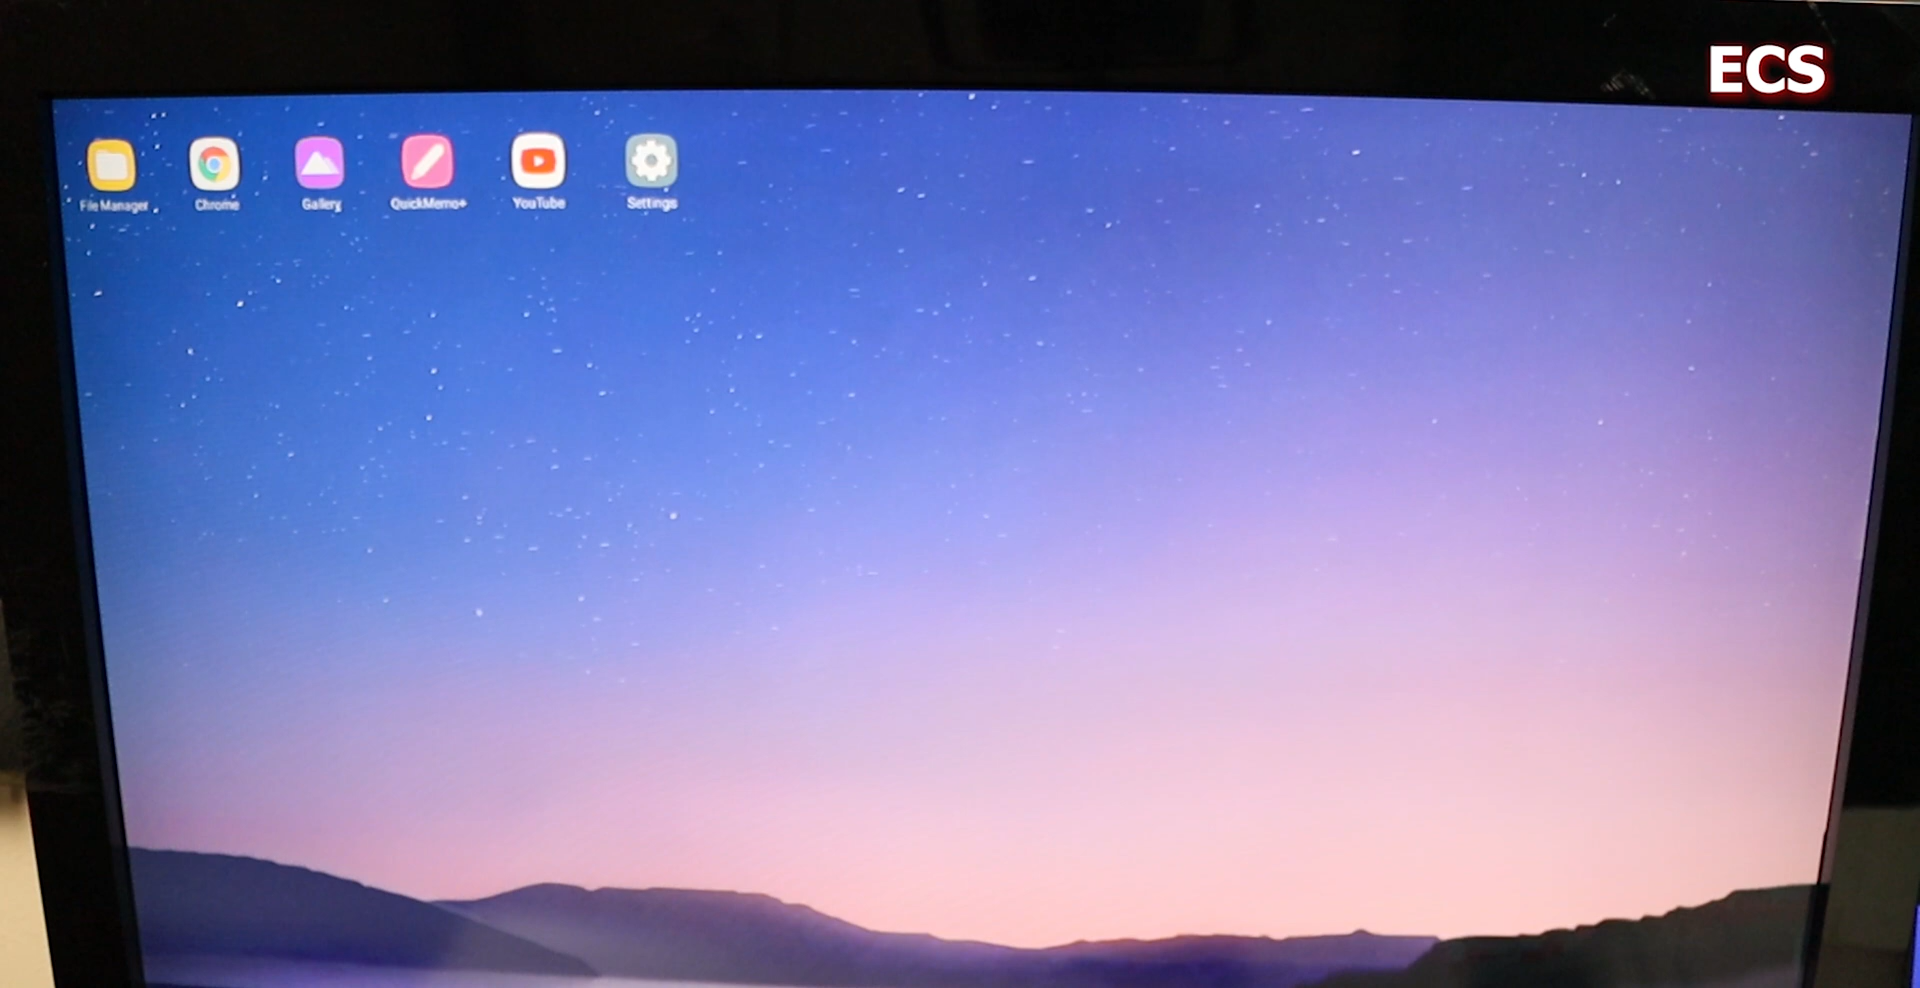 ECS
File Manager
Chrome
Gallery
QuickMemo+
YouTube
Settings